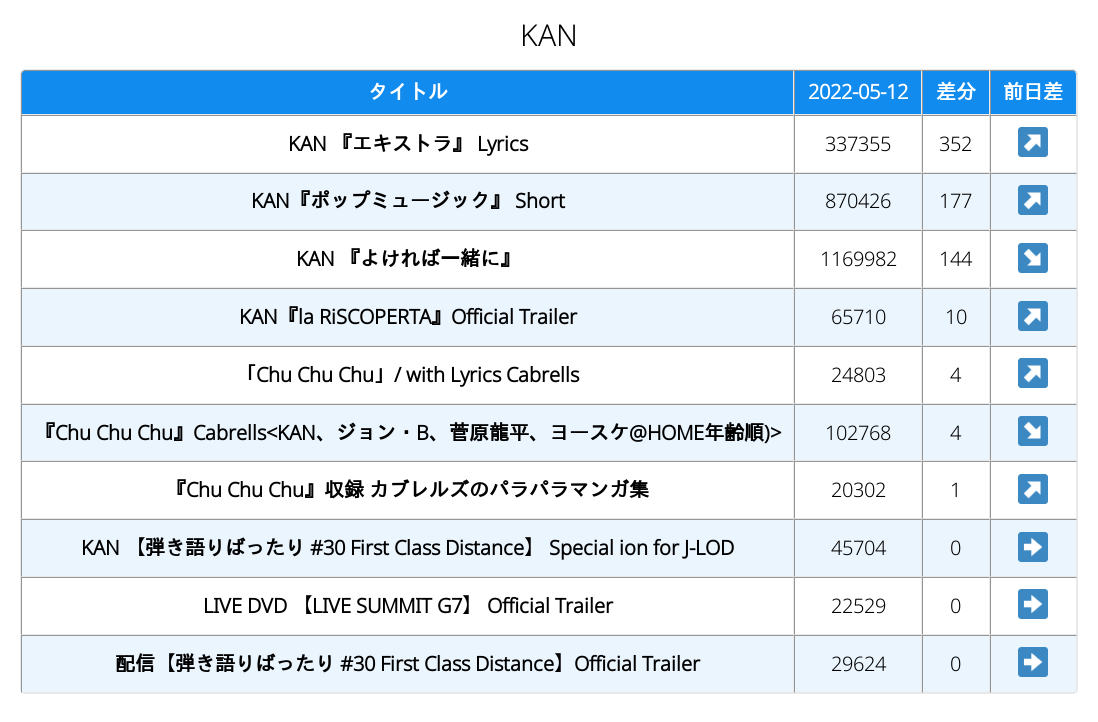 KAN
タイトル 2022-05-12 差分 前日差
KAN 『エキストラ』 Lyrics 337355 352
KAN『ポップミュージック』 Short 870426 177
KAN 『よければ一緒に』 1169982 144
KAN『la RiSCOPERTA』Official Trailer 65710 10
「Chu Chu Chu」/ with Lyrics Cabrells 24803 4
『Chu Chu Chu』Cabrells<KAN、ジョン・B、菅原龍平、ヨースケ@HOME年齢順)> 102768 4
『Chu Chu Chu』収録 カブレルズのパラパラマンガ集 20302 1
KAN 【弾き語りばったり #30 First Class Distance】 Special ion for J-LOD 45704 0
LIVE DVD 【LIVE SUMMIT G7】 Official Trailer 22529 0
配信【弾き語りばったり #30 First Class Distance】Official Trailer 29624 0